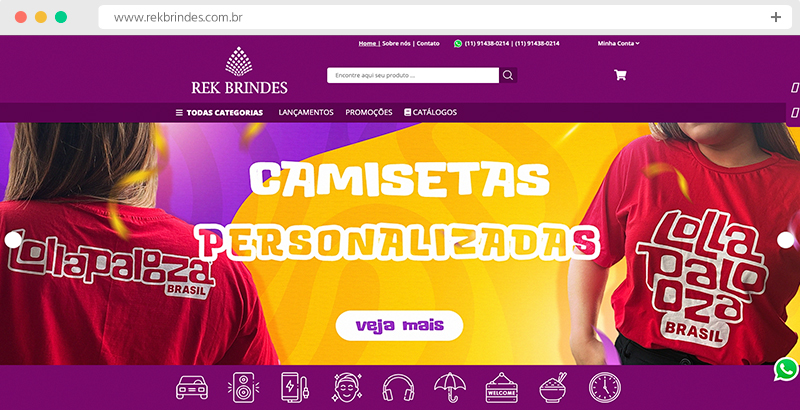 www.rekbrindes.com.br
Home | Sobre nós | Contato
(11) 91438-0214 | (11) 91438-0214
Minha Conta
REK BRINDES
Encontre aqui seu produto ...
TODAS CATEGORIAS
LANÇAMENTOS
PROMOÇÕES
CATÁLOGOS
CAMISETAS
PERSONALIZADAS
veja mais
Lollapalooza
BRASIL
Lolla
palo
oza
BRASIL
WELCOME